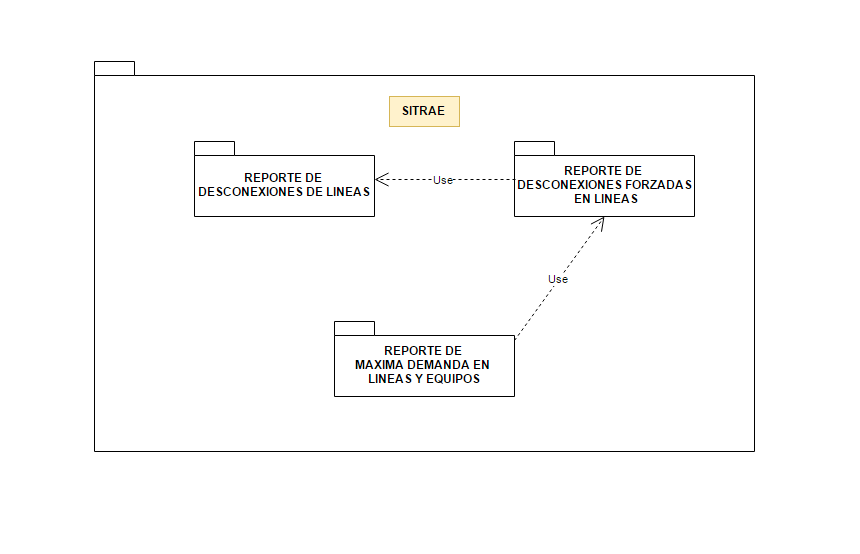 SITRAE
REPORTE DE
DESCONEXIONES DE LINEAS
Use
REPORTE DE
DESCONEXIONES FORZADAS
EN LINEAS
Use
REPORTE DE
MAXIMA DEMANDA EN
LINEAS Y EQUIPOS